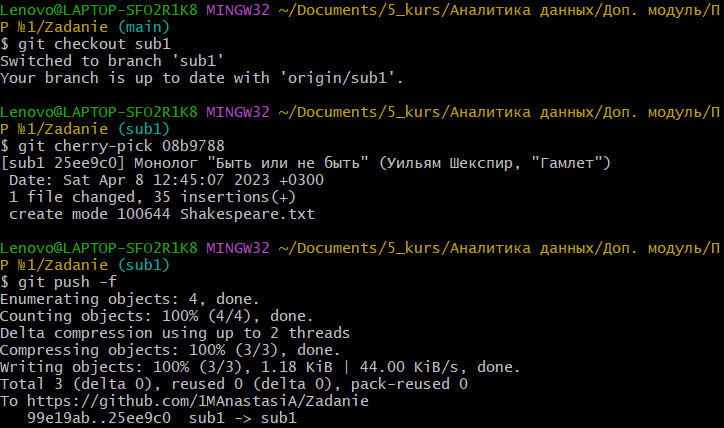 Lenovo@LAPTOP-SFO2R1K8 MINGW32 ~/Documents/5_kurs/Аналитика данных/Доп. модуль/П
Р №1/Zadanie (main)
$ git checkout sub1
Switched to branch 'sub1'
Your branch is up to date with 'origin/sub1'.
Lenovo@LAPTOP-SFO2R1K8 MINGW32 ~/Documents/5_kurs/Аналитика данных/Доп. модуль/П
Р №1/Zadanie (sub1)
$ git cherry-pick 08b9788
[sub1 25ee9c0] Монолог "Быть или не быть" (Уильям Шекспир, "Гамлет")
 Date: Sat Apr 8 12:45:07 2023 +0300
 1 file changed, 35 insertions(+)
 create mode 100644 Shakespeare.txt
Lenovo@LAPTOP-SFO2R1K8 MINGW32 ~/Documents/5_kurs/Аналитика данных/Доп. модуль/П
Р №1/Zadanie (sub1)
$ git push -f
Enumerating objects: 4, done.
Counting objects: 100% (4/4), done.
Delta compression using up to 2 threads
Compressing objects: 100% (3/3), done.
Writing objects: 100% (3/3), 1.18 KiB | 44.00 KiB/s, done.
Total 3 (delta 0), reused 0 (delta 0), pack-reused 0
To https://github.com/1MAnastasiA/Zadanie
   99e19ab..25ee9c0  sub1 -> sub1